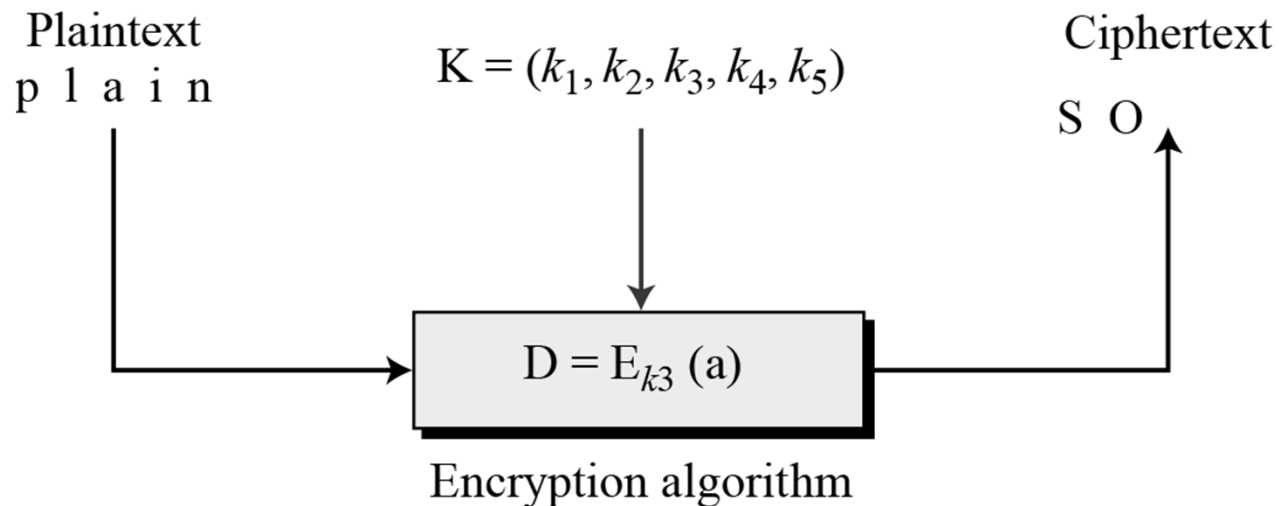 Plaintext
p l a i n
K = (k₁, k₂, k₃, k₄, k₅)
Ciphertext
S O
D = Eₖ₃ (a)
Encryption algorithm